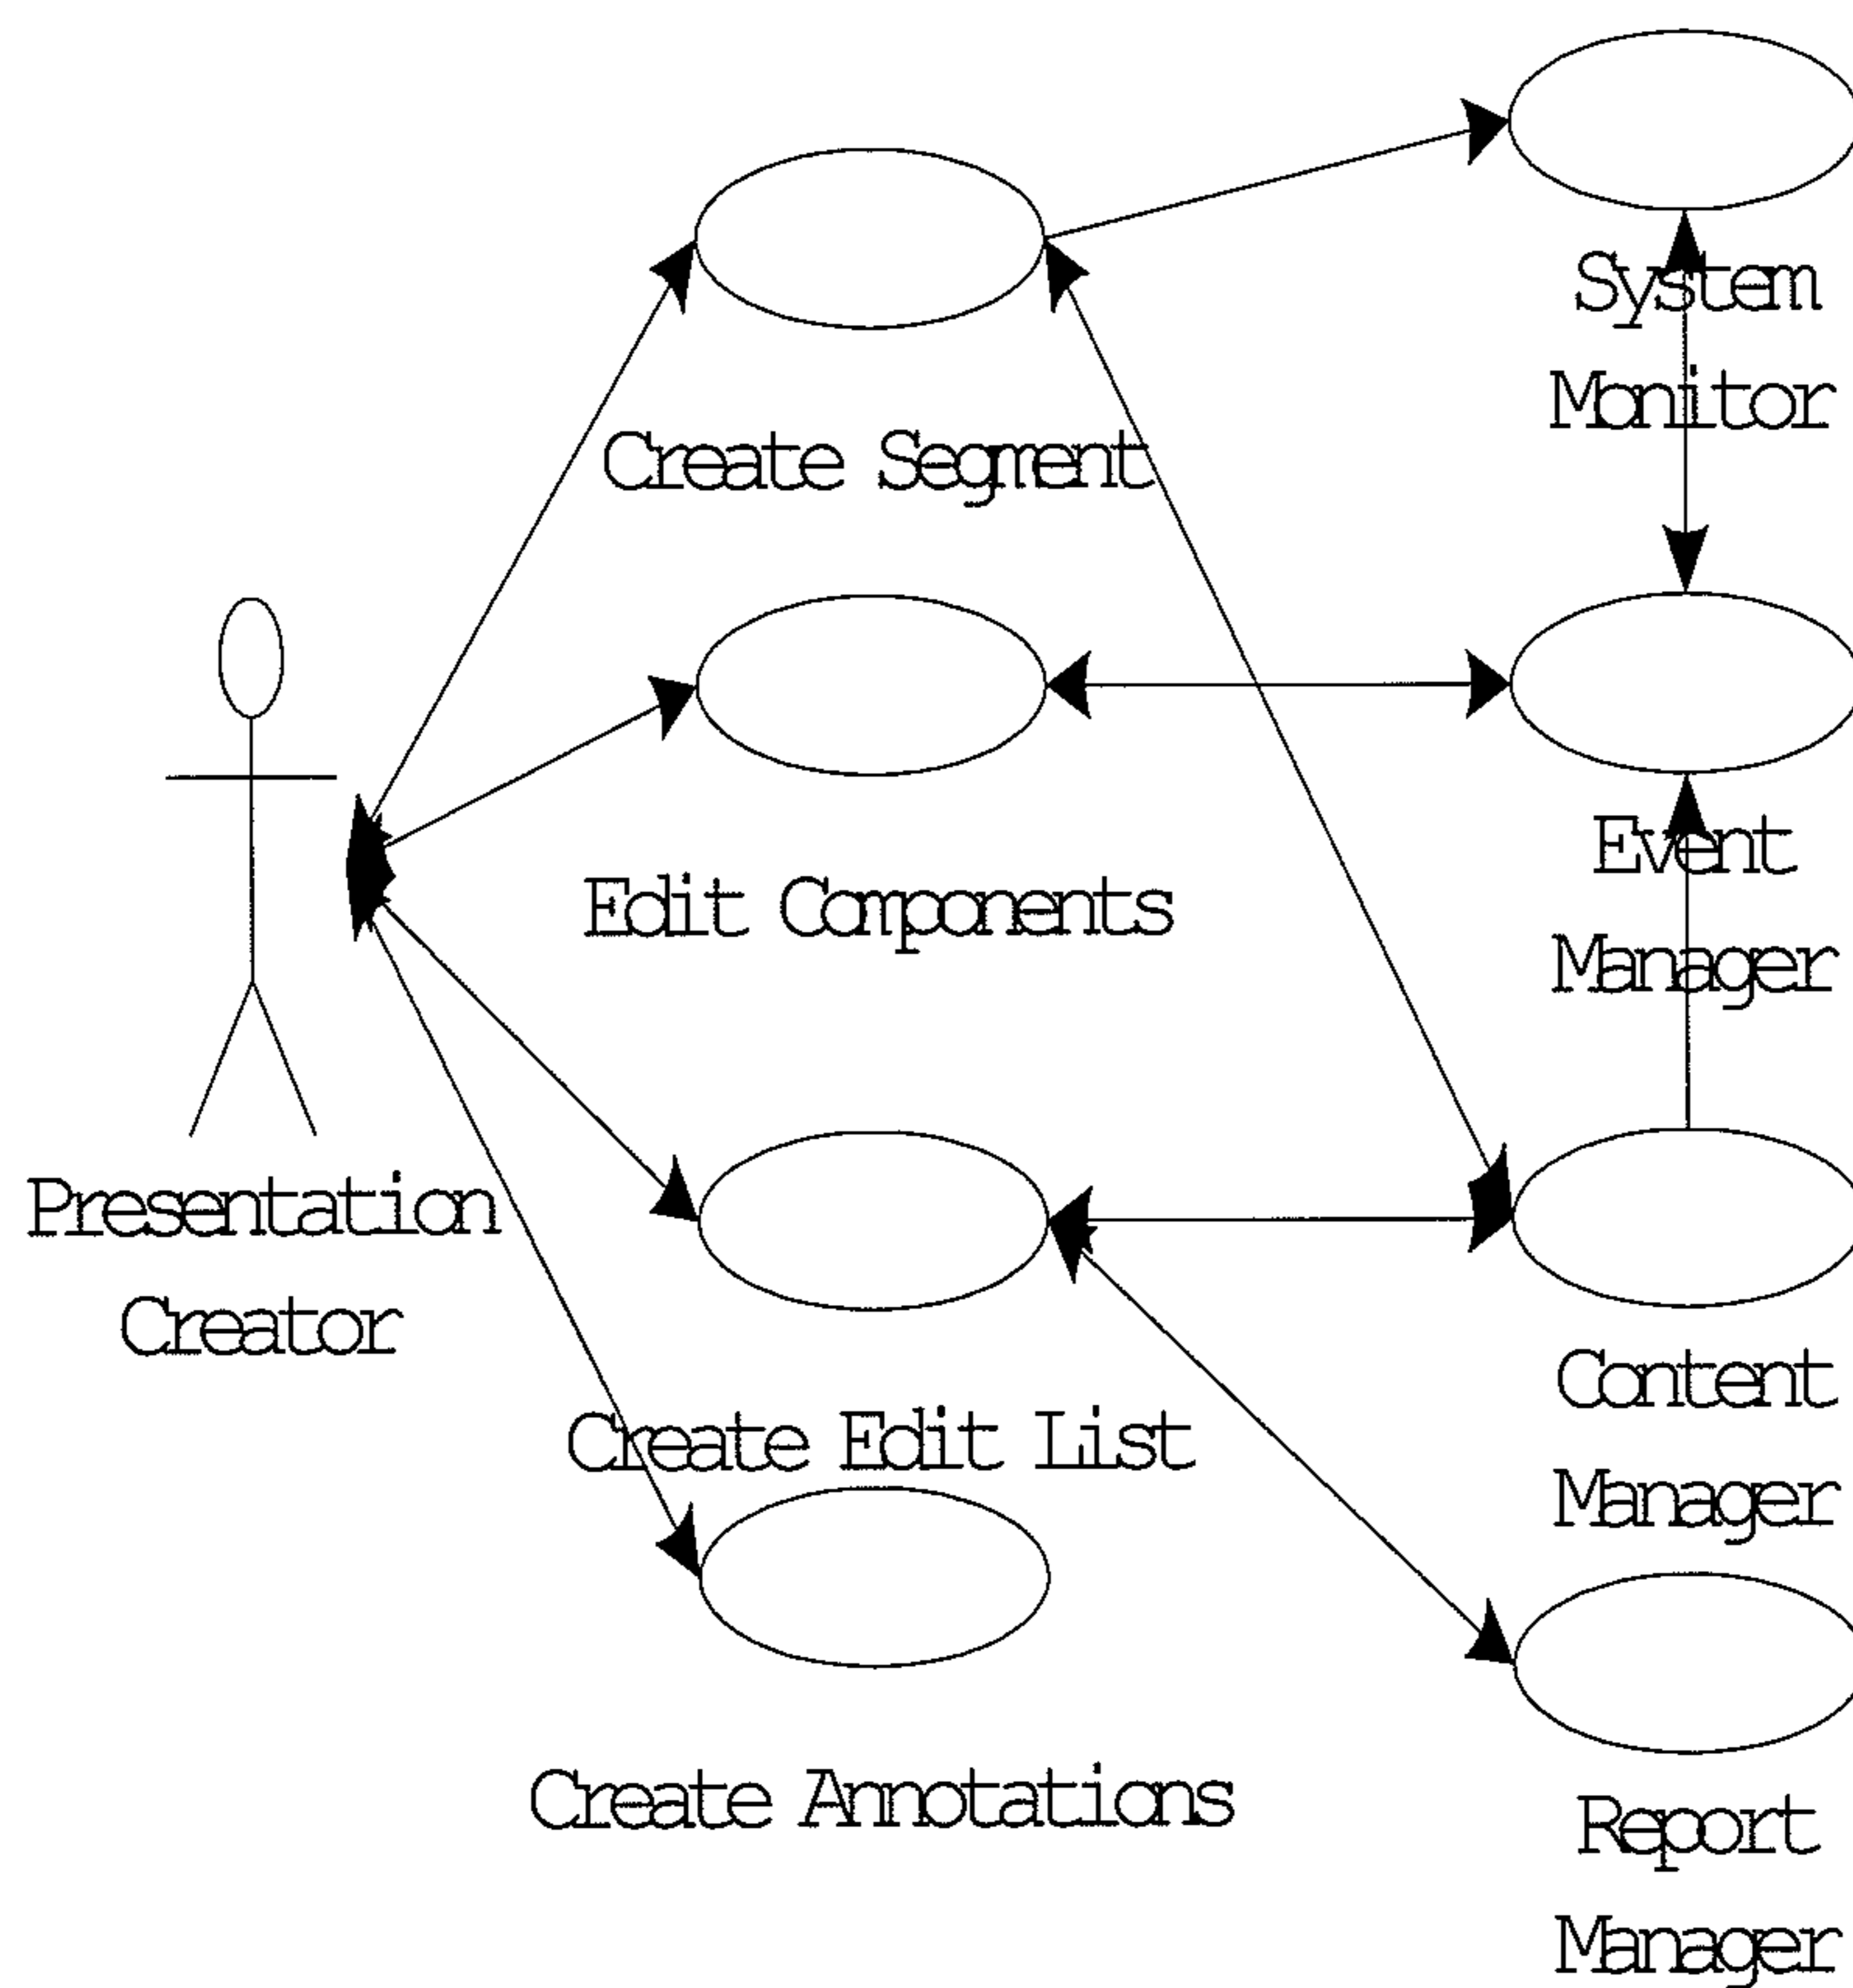 System
Monitor
Create Segment
Event
Manager
Edit Components
Presentation
Creator
Content
Manager
Create Edit List
Create Annotations
Report
Manager